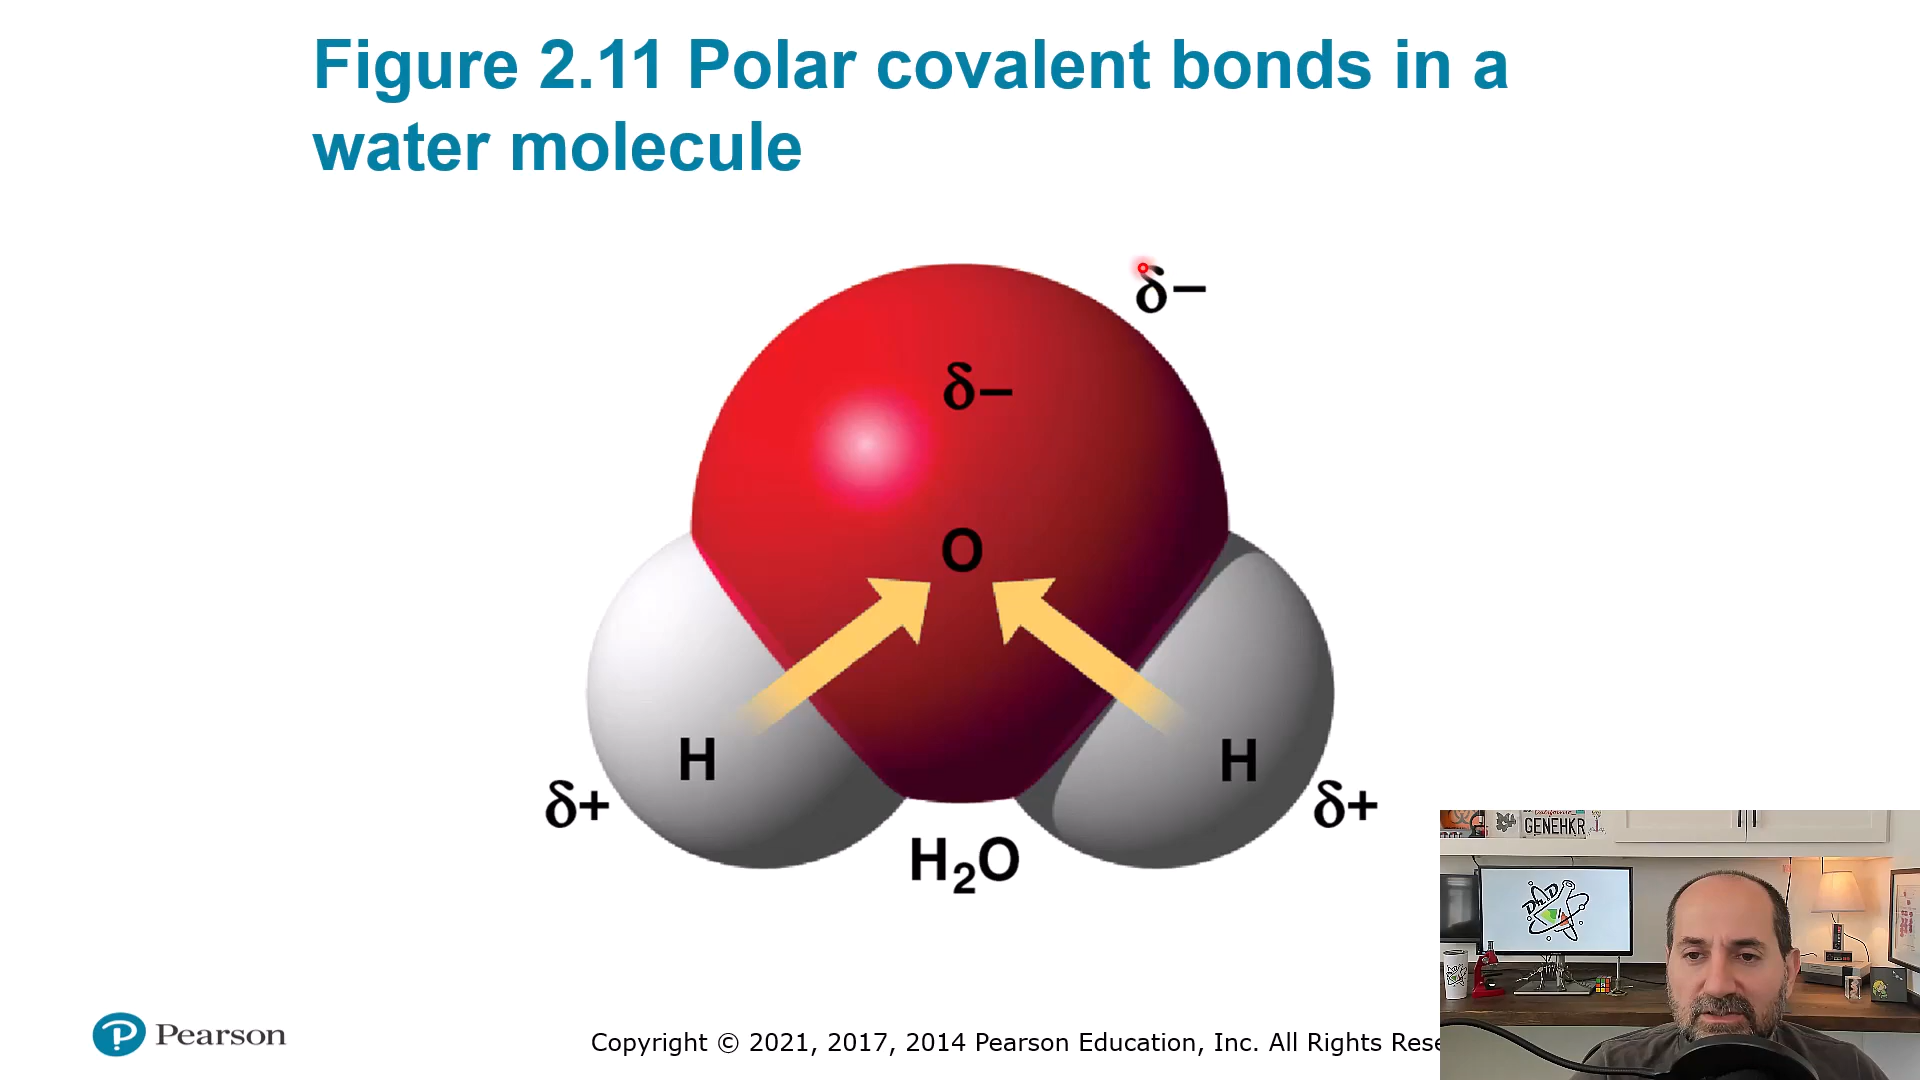 Figure 2.11 Polar covalent bonds in a
water molecule
δ–
δ–
O
H
H
δ+
δ+
H₂O
GENEHKR
PhD
Pearson
Copyright © 2021, 2017, 2014 Pearson Education, Inc. All Rights Rese